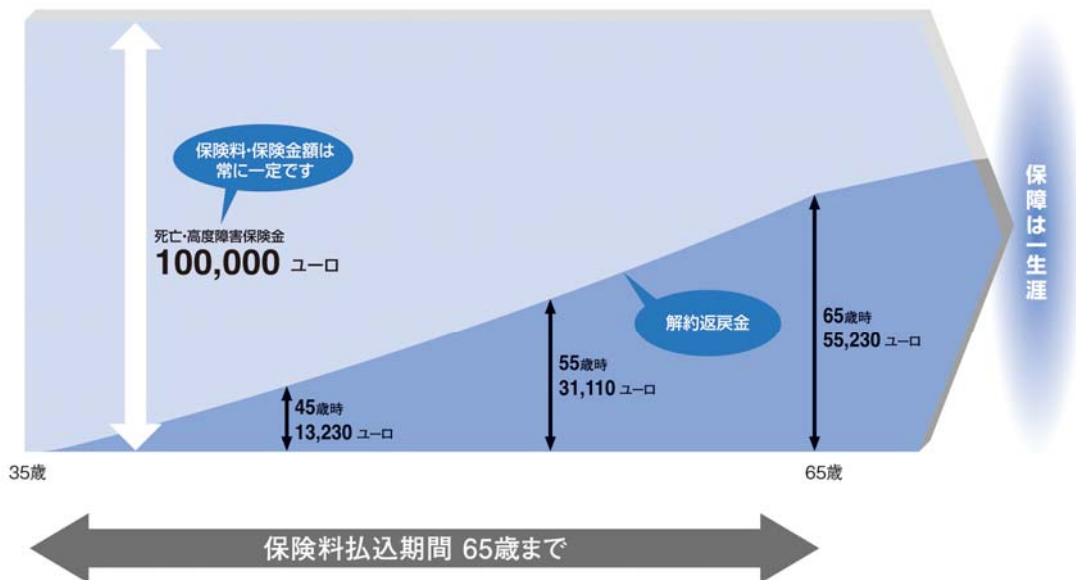 保険料・保険金額は
常に一定です
死亡・高度障害保険金
100,000 ユーロ
解約返戻金
45歳時
13,230 ユーロ
55歳時
31,110 ユーロ
65歳時
55,230 ユーロ
保障は一生涯
35歳
65歳
保険料払込期間 65歳まで